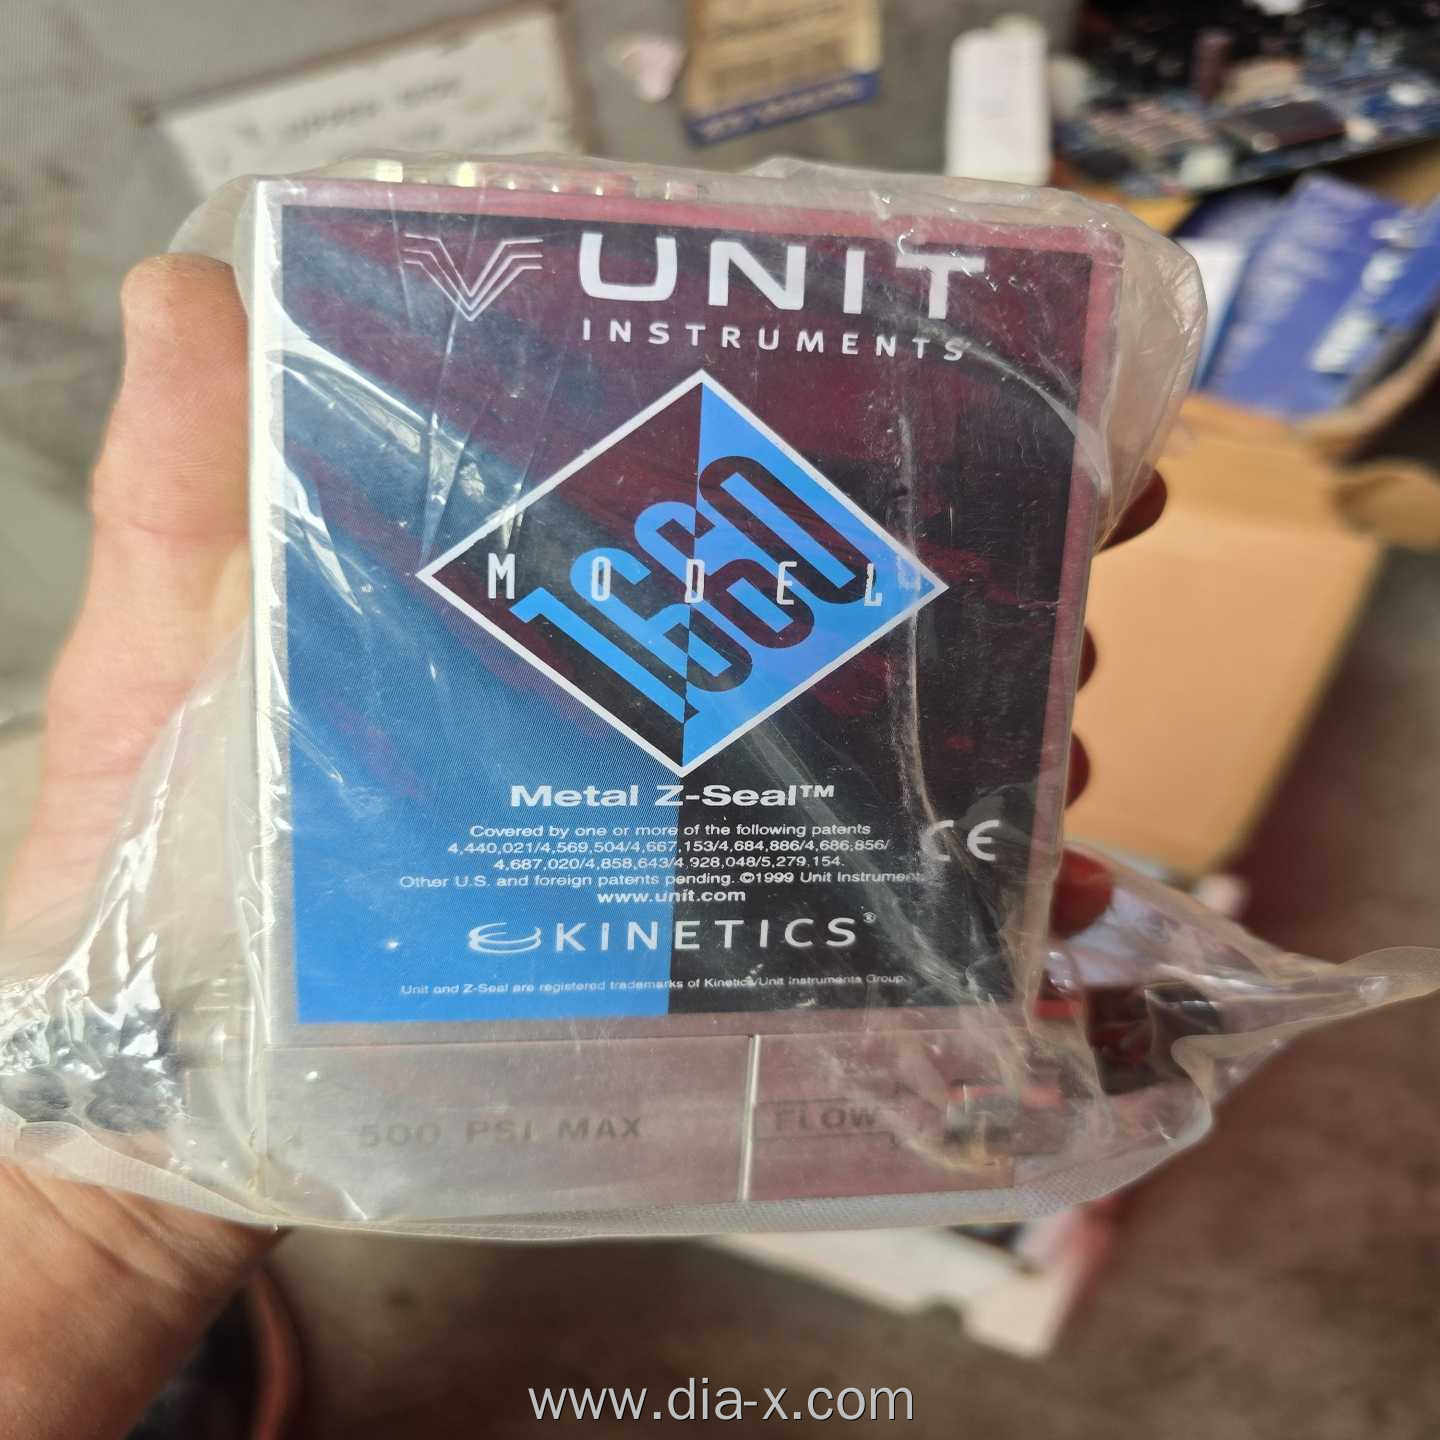 UNIT
INSTRUMENTS
1660
MODEL
Metal Z-Seal™
Covered by one or more of the following patents
4,440,021/4,569,504/4,667,153/4,684,886/4,686,856/
4,687,020/4,858,643/4,928,048/5,279,154.
Other U.S. and foreign patents pending. ©1999 Unit Instruments
www.unit.com
CE
KINETICS®
Unit and Z-Seal are registered trademarks of Kinetics/Unit Instruments Group.
500 PSI MAX
FLOW
www.dia-x.com